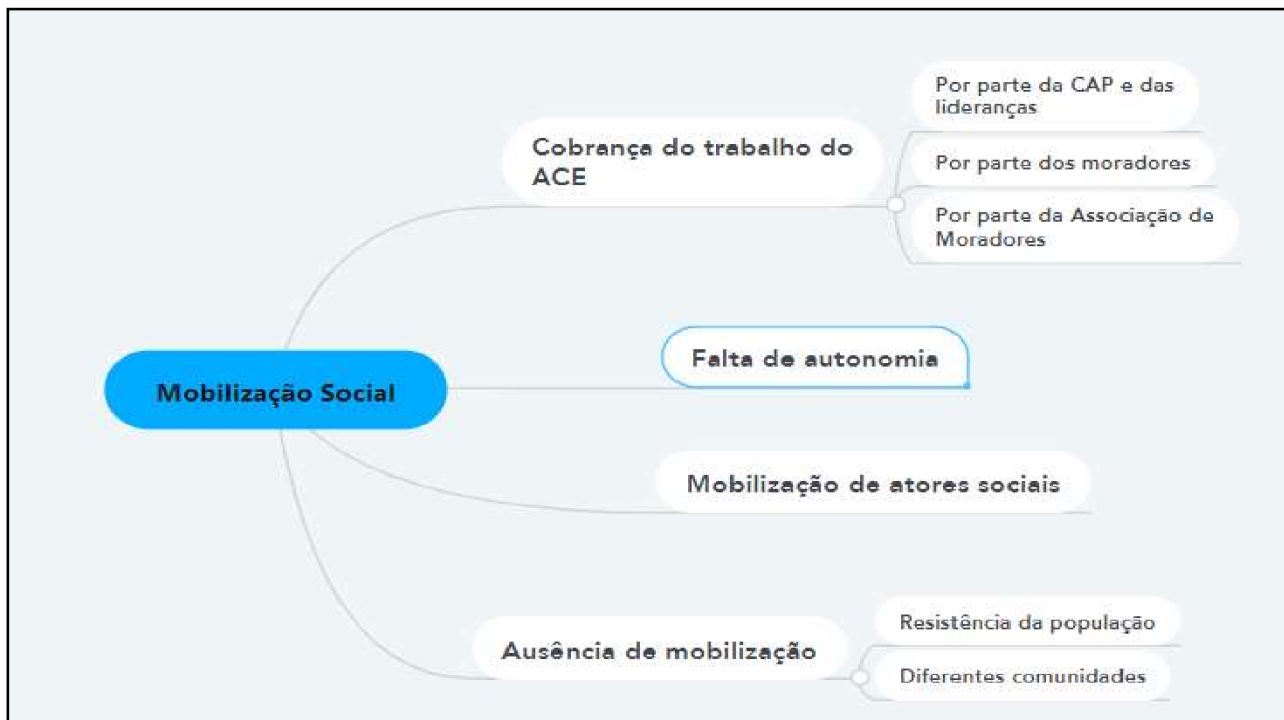 Mobilização Social
Cobrança do trabalho do
ACE
Por parte da CAP e das
lideranças
Por parte dos moradores
Por parte da Associação de
Moradores
Falta de autonomia
Mobilização de atores sociais
Ausência de mobilização
Resistência da população
Diferentes comunidades